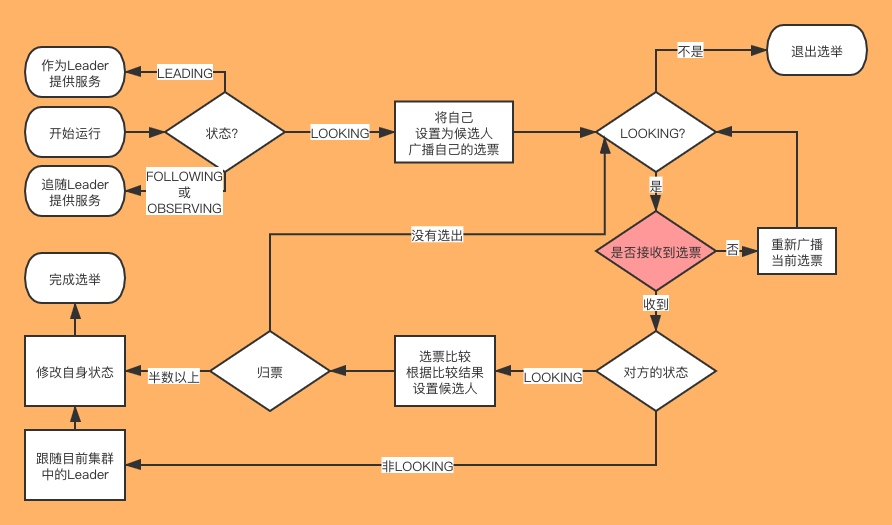 不是
退出选举
作为Leader
提供服务
LEADING
开始运行
状态?
LOOKING
将自己
设置为候选人
广播自己的选票
LOOKING?
追随Leader
提供服务
FOLLOWING
或
OBSERVING
是
没有选出
是否接收到选票
否
重新广播
当前选票
完成选举
收到
修改自身状态
半数以上
归票
选票比较
根据比较结果
设置候选人
LOOKING
对方的状态
跟随目前集群
中的Leader
非LOOKING